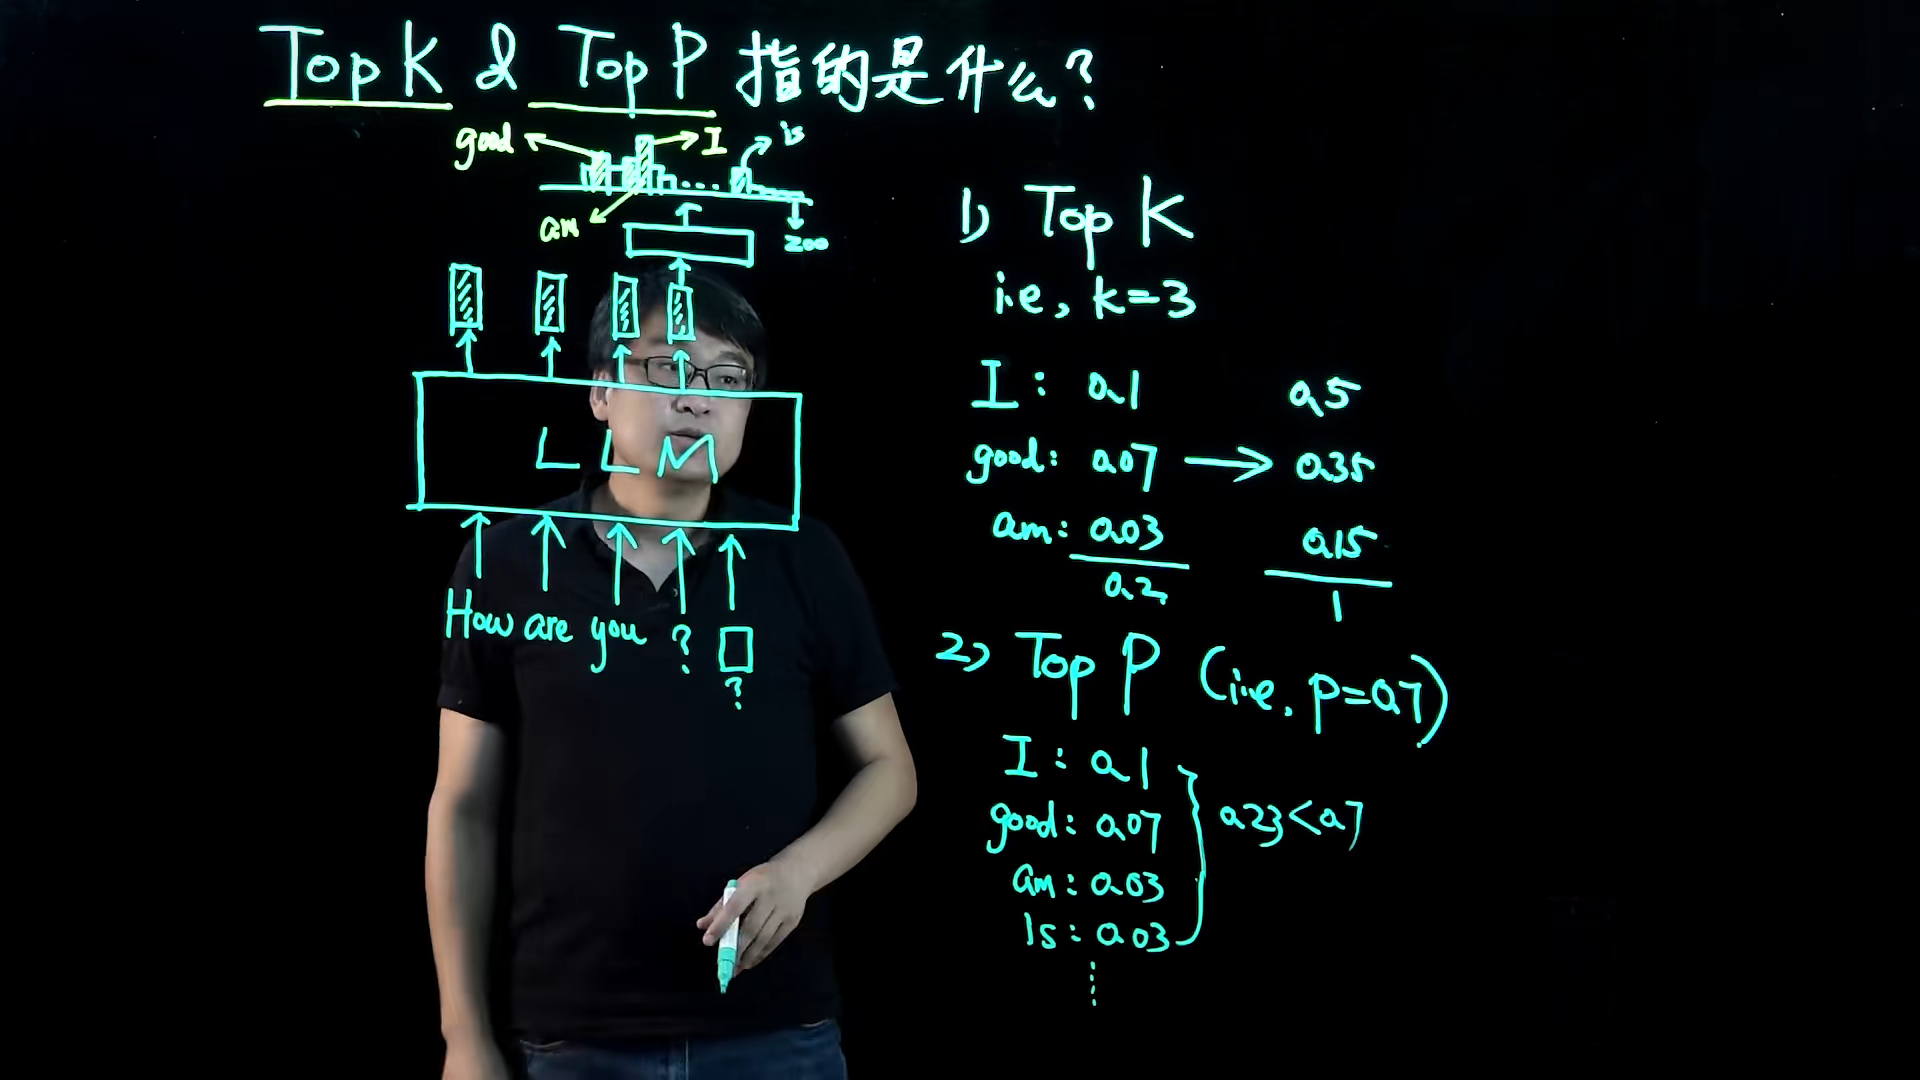 Top K & Top P 指的是什么?
good
I
is
am
zoo
LLM
How are you ? 
?
1) Top K
i.e, k=3
I : 0.1 0.5
good: 0.07 → 0.35
am: 0.03 0.15
0.2 1
2) Top P (i.e, p=0.7)
I : 0.1
good: 0.07
am: 0.03
Is: 0.03
0.23<0.7